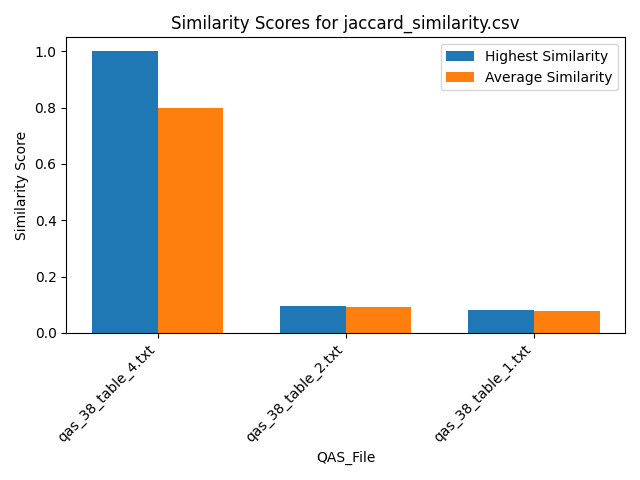 Similarity Scores for jaccard_similarity.csv
Highest Similarity
Average Similarity
Similarity Score
1.0
0.8
0.6
0.4
0.2
0.0
qas_38_table_4.txt
qas_38_table_2.txt
qas_38_table_1.txt
QAS_File